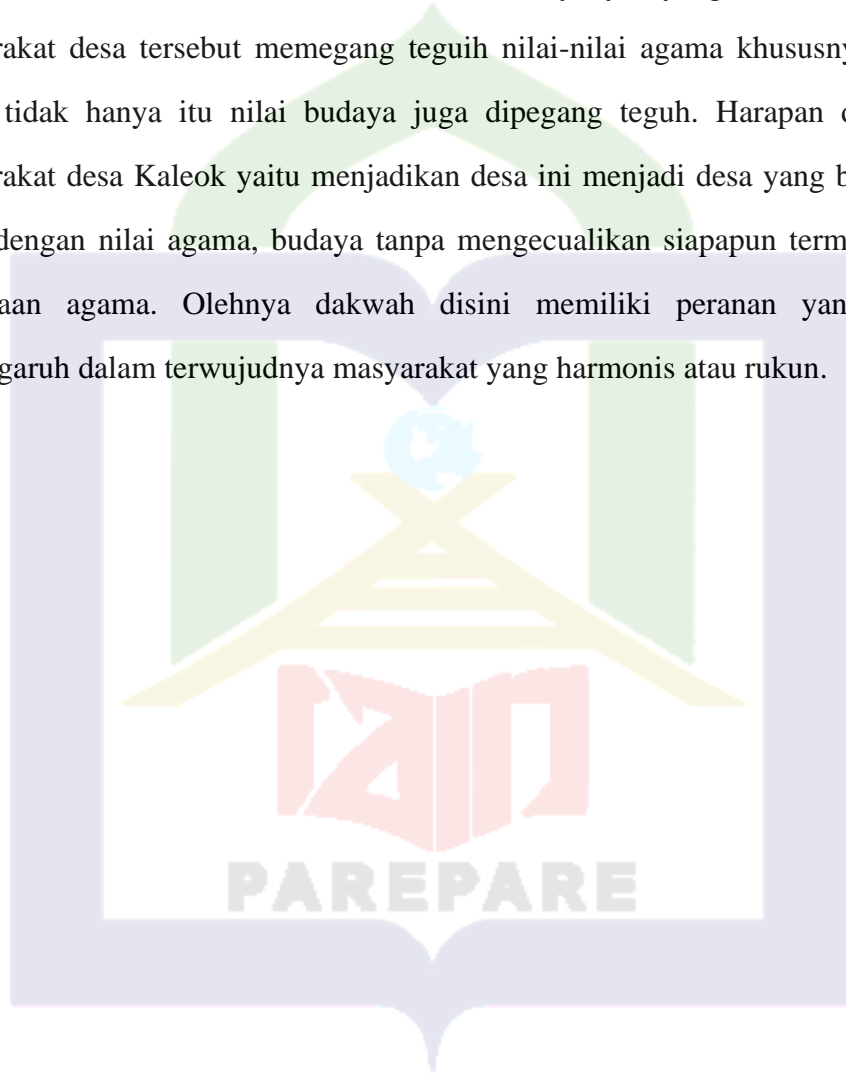 rakat desa tersebut memegang teguih nilai-nilai agama khususny
tidak hanya itu nilai budaya juga dipegang teguh. Harapan
rakat desa Kaleok yaitu menjadikan desa ini menjadi desa yang b
dengan nilai agama, budaya tanpa mengecualikan siapapun term
aan agama. Olehnya dakwah disini memiliki peranan yan
garuh dalam terwujudnya masyarakat yang harmonis atau rukun.
iain
PAREPARE